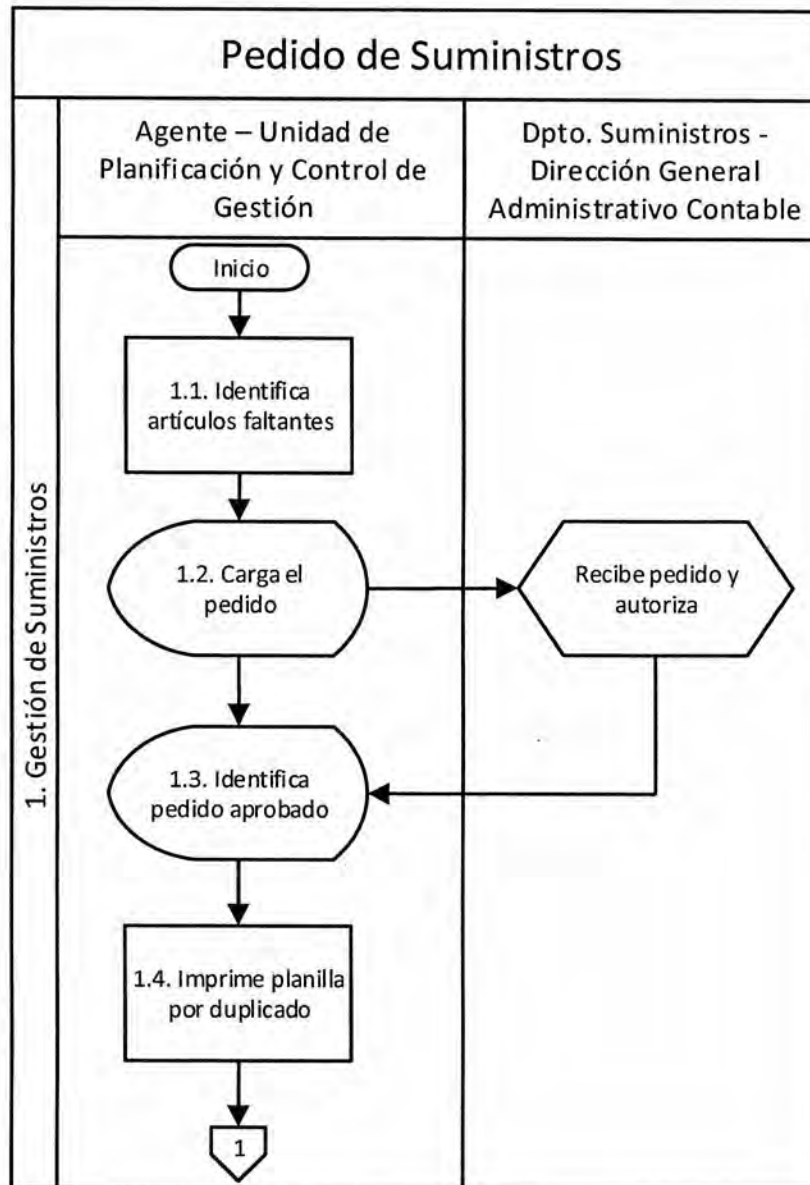 Pedido de Suministros
1. Gestión de Suministros
Agente – Unidad de
Planificación y Control de
Gestión
Dpto. Suministros -
Dirección General
Administrativo Contable
Inicio
1.1. Identifica
artículos faltantes
1.2. Carga el
pedido
Recibe pedido y
autoriza
1.3. Identifica
pedido aprobado
1.4. Imprime planilla
por duplicado
1